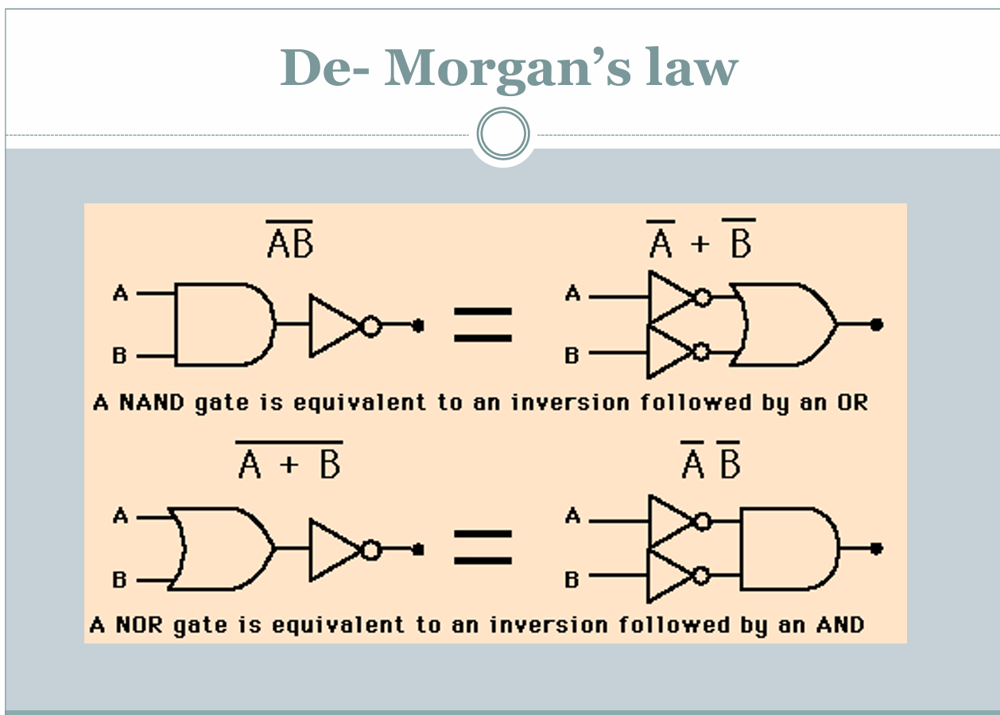 De- Morgan’s law
A̅B̅ A̅ + B̅
A A
B B
A NAND gate is equivalent to an inversion followed by an OR
A̅ ̅+̅ ̅B̅ A̅ B̅
A A
B B
A NOR gate is equivalent to an inversion followed by an AND